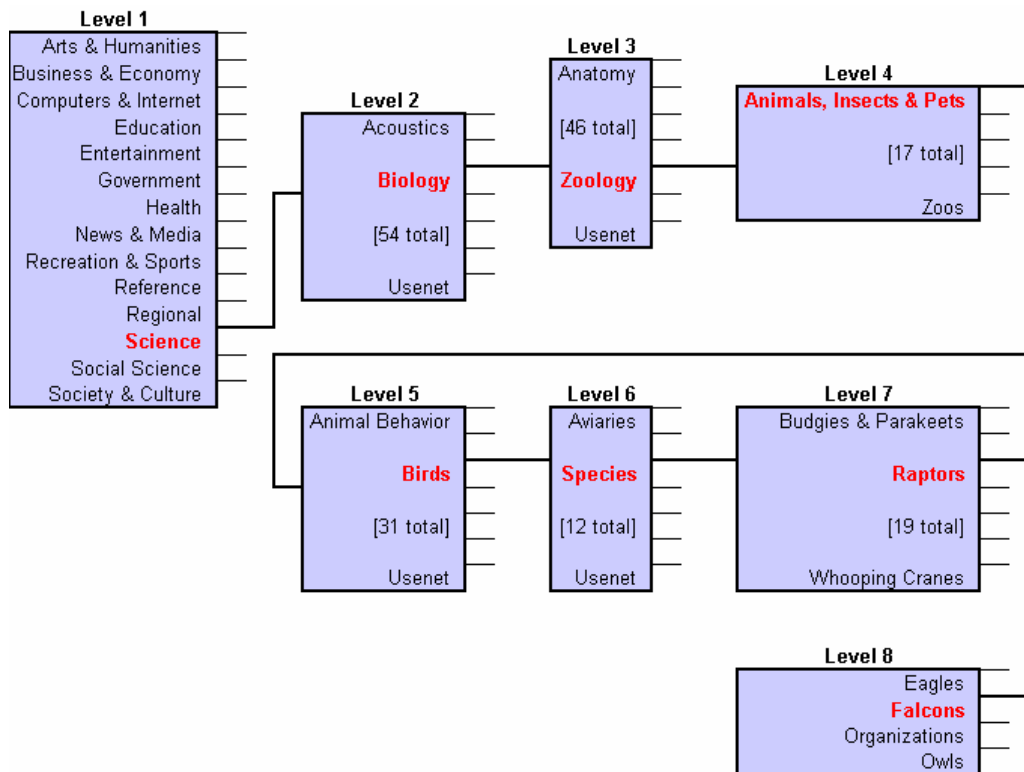 Level 1
Arts & Humanities
Business & Economy
Computers & Internet
Education
Entertainment
Government
Health
News & Media
Recreation & Sports
Reference
Regional
Science
Social Science
Society & Culture
Level 2
Acoustics
Biology
[54 total]
Usenet
Level 3
Anatomy
[46 total]
Zoology
Usenet
Level 4
Animals, Insects & Pets
[17 total]
Zoos
Level 5
Animal Behavior
Birds
[31 total]
Usenet
Level 6
Aviaries
Species
[12 total]
Usenet
Level 7
Budgies & Parakeets
Raptors
[19 total]
Whooping Cranes
Level 8
Eagles
Falcons
Organizations
Owls